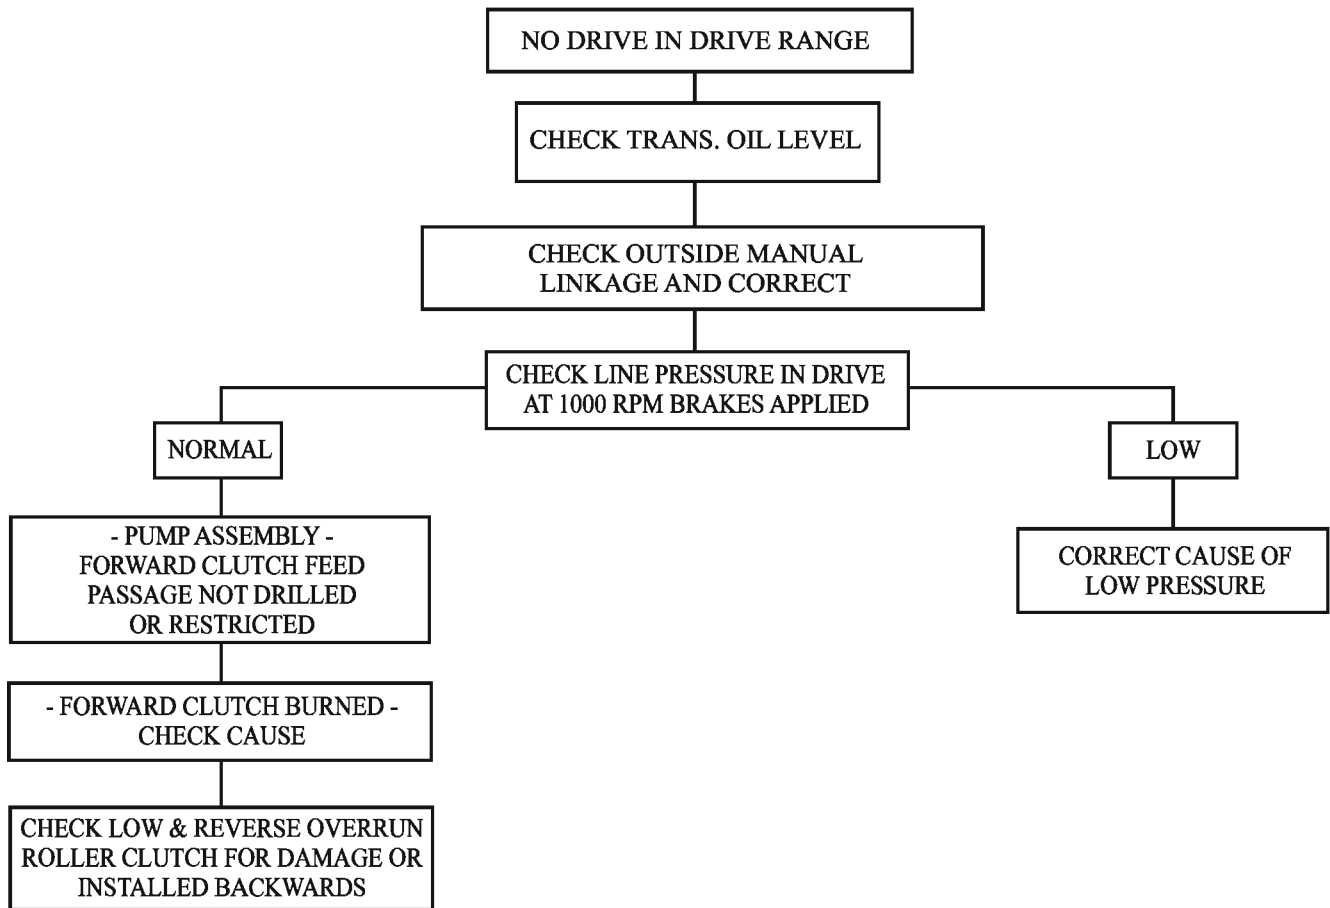 NO DRIVE IN DRIVE RANGE
CHECK TRANS. OIL LEVEL
CHECK OUTSIDE MANUAL
LINKAGE AND CORRECT
CHECK LINE PRESSURE IN DRIVE
AT 1000 RPM BRAKES APPLIED
NORMAL
LOW
- PUMP ASSEMBLY -
FORWARD CLUTCH FEED
PASSAGE NOT DRILLED
OR RESTRICTED
CORRECT CAUSE OF
LOW PRESSURE
- FORWARD CLUTCH BURNED -
CHECK CAUSE
CHECK LOW & REVERSE OVERRUN
ROLLER CLUTCH FOR DAMAGE OR
INSTALLED BACKWARDS